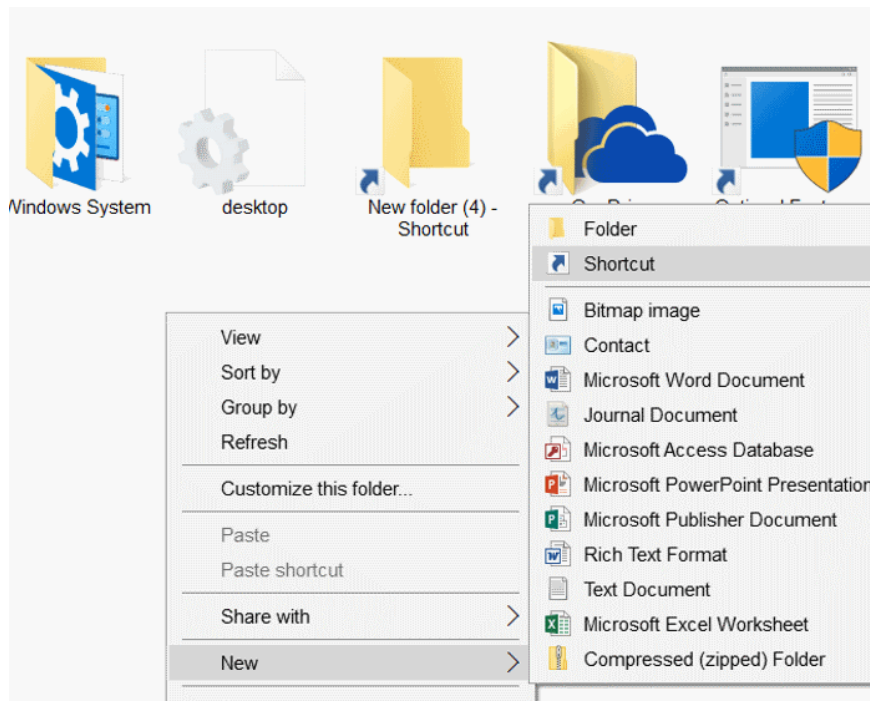 Windows System
desktop
New folder (4) -
Shortcut
Folder
Shortcut
Bitmap image
Contact
Microsoft Word Document
Journal Document
Microsoft Access Database
Microsoft PowerPoint Presentation
Microsoft Publisher Document
Rich Text Format
Text Document
Microsoft Excel Worksheet
Compressed (zipped) Folder
View
Sort by
Group by
Refresh
Customize this folder...
Paste
Paste shortcut
Share with
New